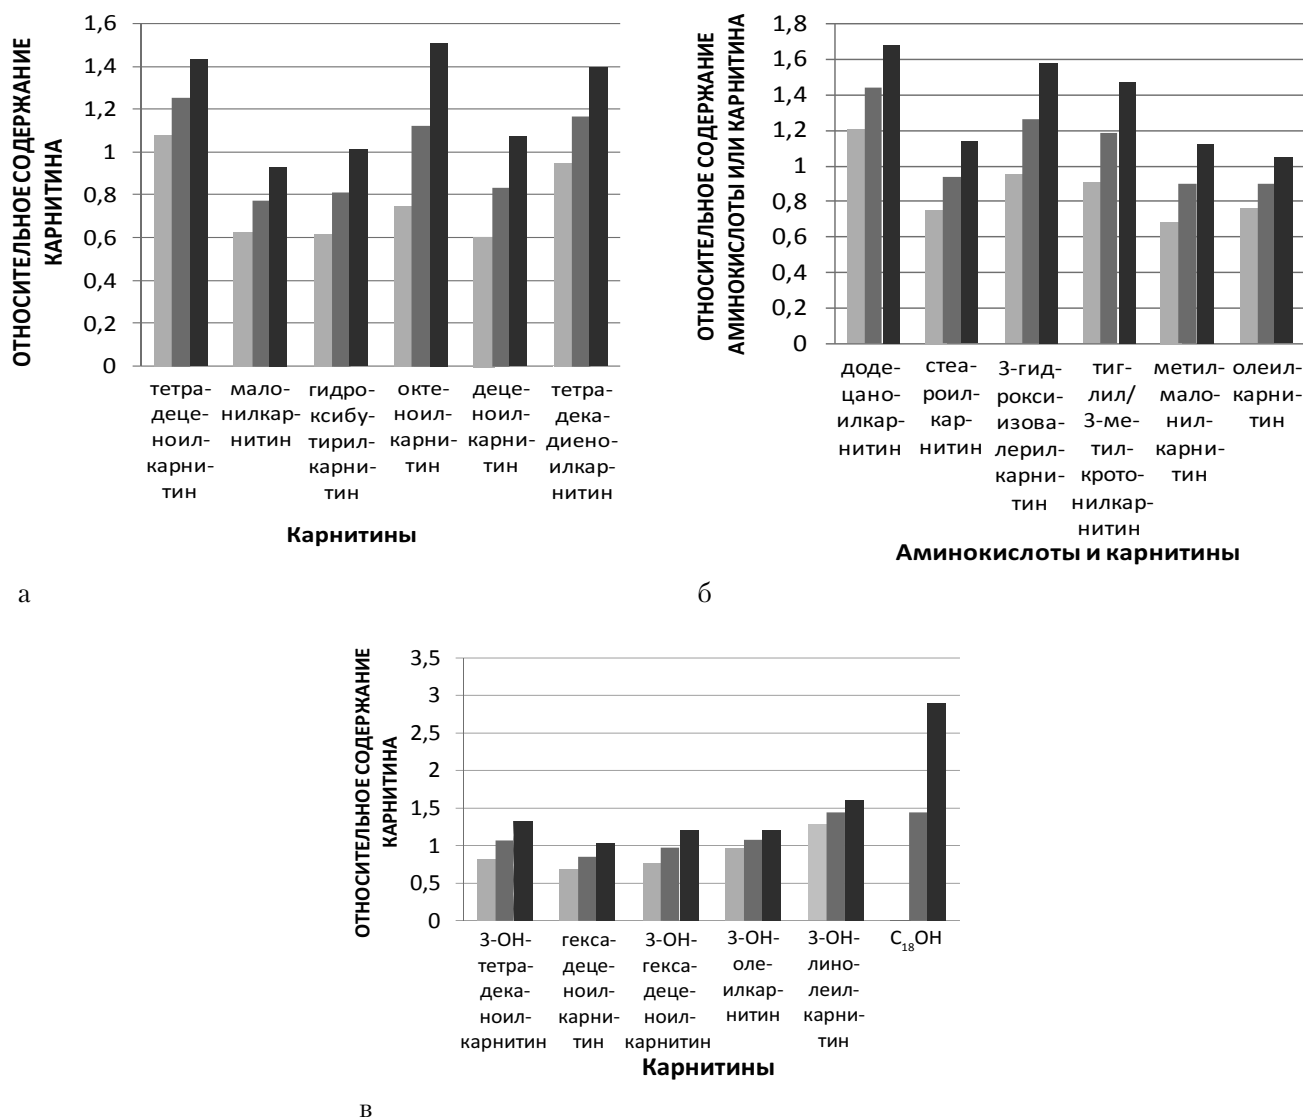 ОТНОСИТЕЛЬНОЕ СОДЕРЖАНИЕ
КАРНИТИНА
1,6
1,4
1,2
1
0,8
0,6
0,4
0,2
0
тетра-
деце-
ноил-
карни-
тин
мало-
нилкар-
нитин
гидро-
ксибу-
тирил-
карни-
тин
окте-
ноил-
карни-
тин
деце-
ноил-
карни-
тин
тетра-
дека-
диено-
илкар-
нитин
Карнитины
а
ОТНОСИТЕЛЬНОЕ СОДЕРЖАНИЕ
АМИНОКИСЛОТЫ ИЛИ КАРНИТИНА
1,8
1,6
1,4
1,2
1
0,8
0,6
0,4
0,2
0
доде-
цано-
илкар-
нитин
стеа-
роил-
кар-
нитин
3-гид-
рокси-
изова-
лерил-
карни-
тин
тиг-
лил/
3-ме-
тил-
крото-
нилкар-
нитин
метил-
мало-
нил-
карни-
тин
олеил-
карни-
тин
Аминокислоты и карнитины
б
ОТНОСИТЕЛЬНОЕ СОДЕРЖАНИЕ
КАРНИТИНА
3,5
3
2,5
2
1,5
1
0,5
0
3-ОН-
тетра-
дека-
ноил-
карнитин
гекса-
деце-
ноил-
карни-
тин
3-ОН-
гекса-
деце-
ноил-
карнитин
3-ОН-
оле-
илкар-
нитин
3-ОН-
лино-
леил-
карни-
тин
C₁₈OH
Карнитины
в